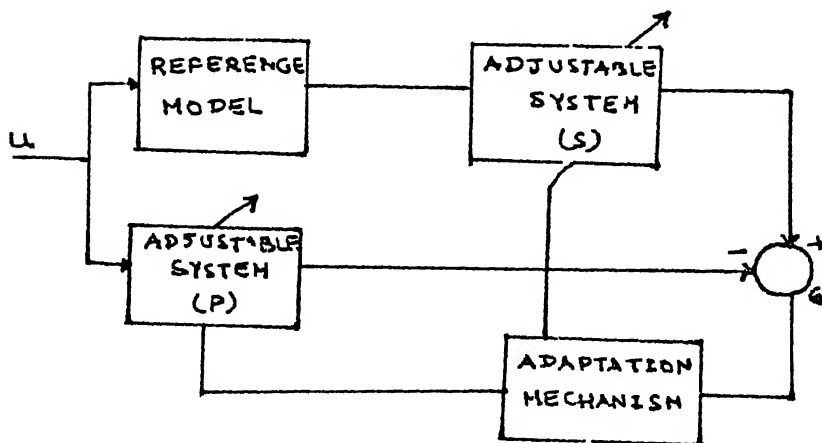 REFERENCE
MODEL
ADJUSTABLE
SYSTEM
(S)
u
ADJUSTABLE
SYSTEM
(P)
-
+
e
ADAPTATION
MECHANISM